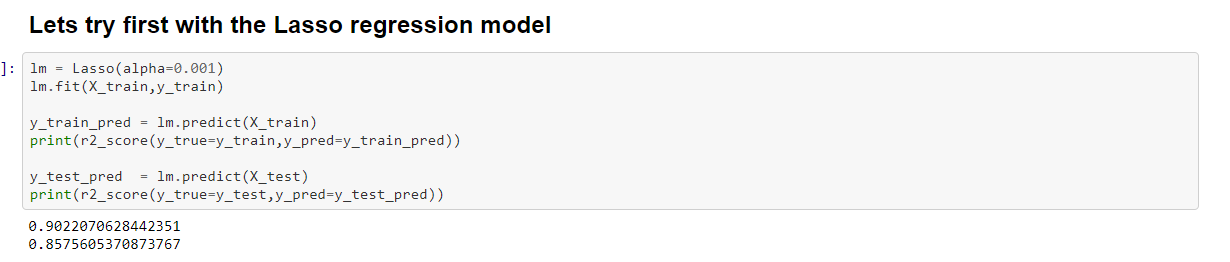 Lets try first with the Lasso regression model
]: lm = Lasso(alpha=0.001)
lm.fit(X_train,y_train)
y_train_pred = lm.predict(X_train)
print(r2_score(y_true=y_train,y_pred=y_train_pred))
y_test_pred  = lm.predict(X_test)
print(r2_score(y_true=y_test,y_pred=y_test_pred))
0.9022070628442351
0.8575605370873767